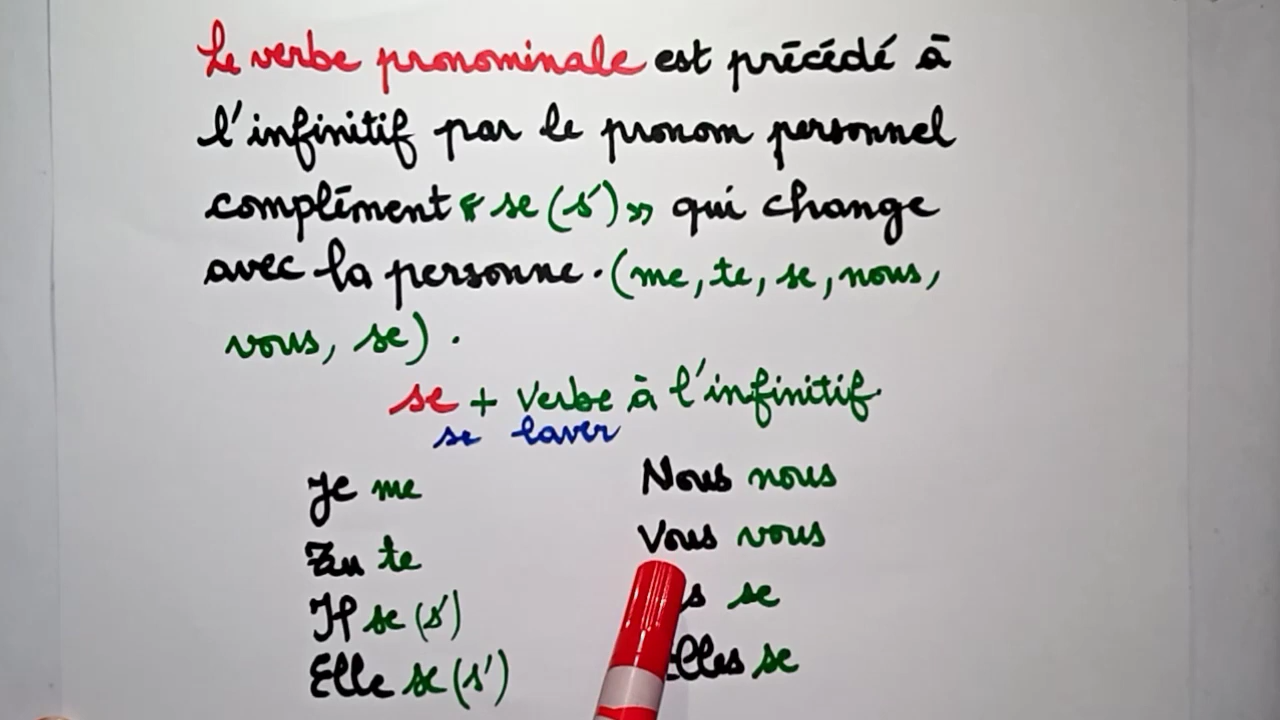 Le verbe pronominale est précédé à
l'infinitif par le pronom personnel
complément « se (s') » qui change
avec la personne. (me, te, se, nous,
vous, se).
se + Verbe à l'infinitif.
se laver
Je me
Tu te
Il se (s')
Elle se (s')
Nous nous
Vous vous
se
Elles se